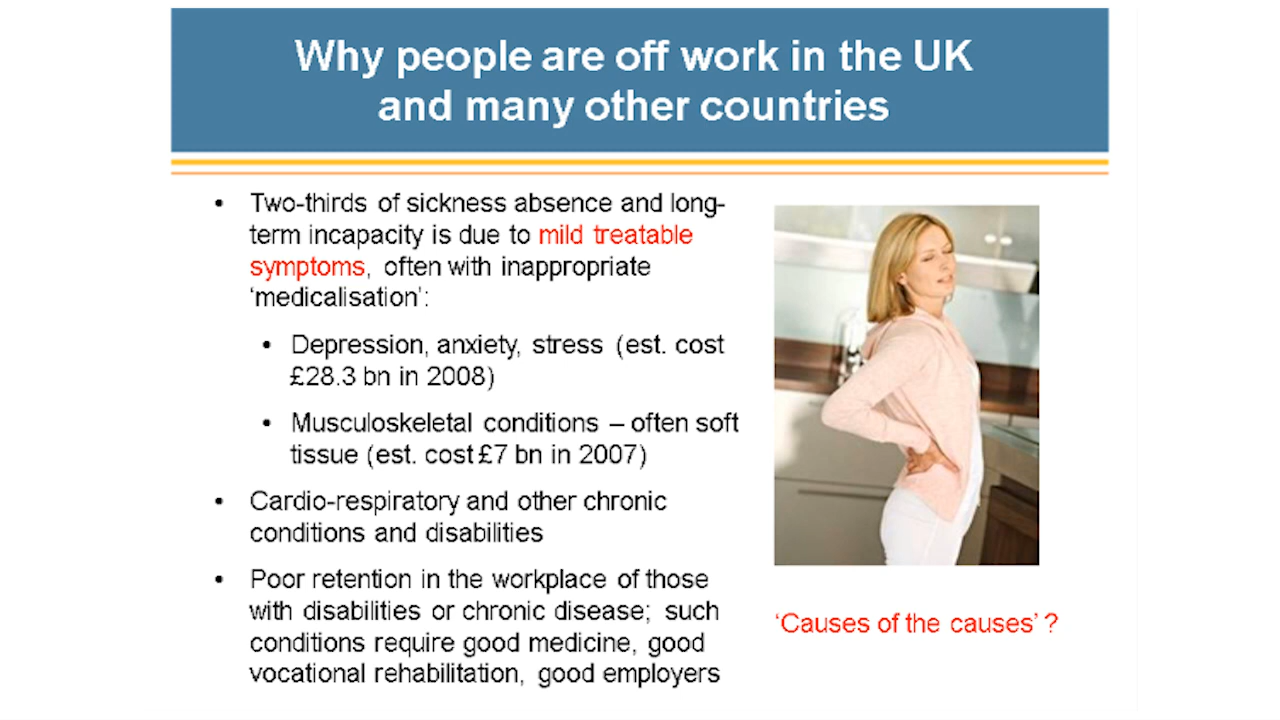 Why people are off work in the UK
and many other countries
• Two-thirds of sickness absence and long-
term incapacity is due to mild treatable
symptoms, often with inappropriate
‘medicalisation’:
• Depression, anxiety, stress (est. cost
£28.3 bn in 2008)
• Musculoskeletal conditions – often soft
tissue (est. cost £7 bn in 2007)
• Cardio-respiratory and other chronic
conditions and disabilities
• Poor retention in the workplace of those
with disabilities or chronic disease; such
conditions require good medicine, good
vocational rehabilitation, good employers
‘Causes of the causes’ ?